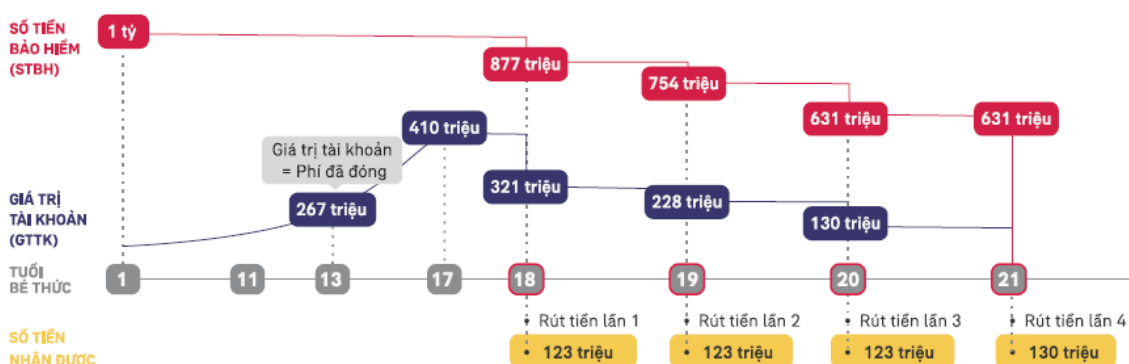 SỐ TIỀN
BẢO HIỂM
(STBH)
1 tỷ
877 triệu
754 triệu
631 triệu
631 triệu
410 triệu
Giá trị tài khoản
= Phí đã đóng
321 triệu
267 triệu
228 triệu
130 triệu
GIÁ TRỊ
TÀI KHOẢN
(GTTK)
TUỔI
BÉ THỨC
1 11 13 17 18 19 20 21
• Rút tiền lần 1 • Rút tiền lần 2 • Rút tiền lần 3 • Rút tiền lần 4
SỐ TIỀN
NHẬN ĐƯỢC
• 123 triệu • 123 triệu • 123 triệu • 130 triệu